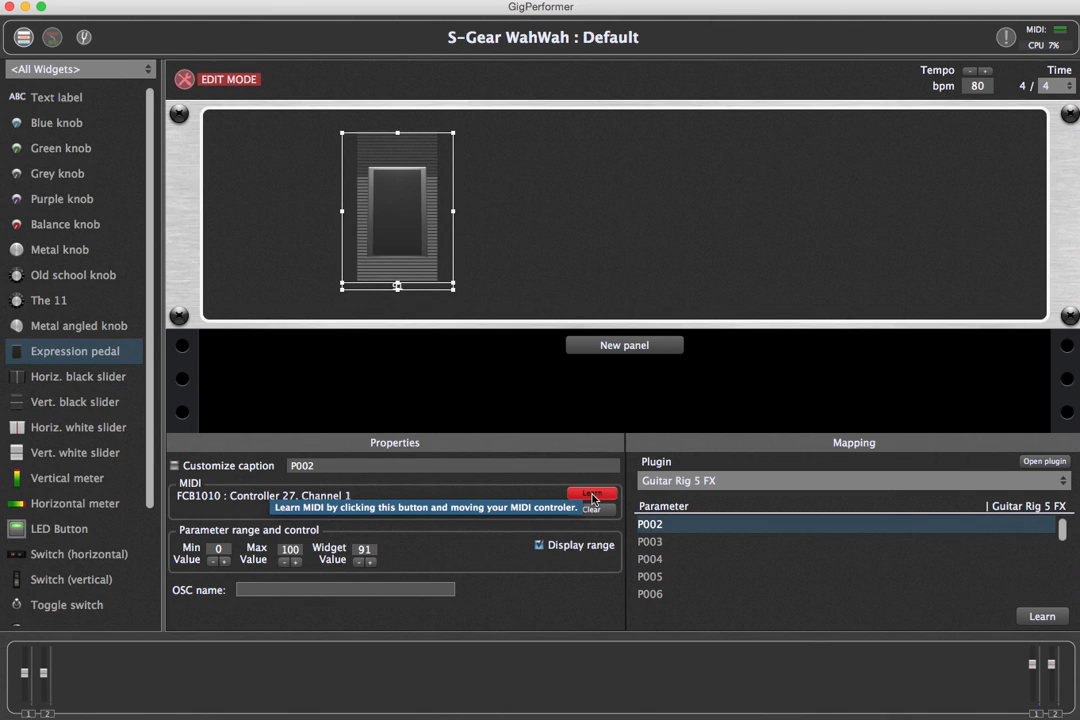 GigPerformer
S-Gear WahWah : Default
MIDI:
CPU 7%
<All Widgets>
EDIT MODE
Tempo - +
Time
bpm 80
4 / 4
ABC Text label
Blue knob
Green knob
Grey knob
Purple knob
Balance knob
Metal knob
Old school knob
The 11
Metal angled knob
Expression pedal
Horiz. black slider
Vert. black slider
Horiz. white slider
Vert. white slider
Vertical meter
Horizontal meter
LED Button
Switch (horizontal)
Switch (vertical)
Toggle switch
New panel
Properties
Customize caption P002
MIDI
FCB1010 : Controller 27, Channel 1
Learn MIDI by clicking this button and moving your MIDI controler.
Clear
Parameter range and control
Min Value 0 - +
Max Value 100 - +
Widget Value 91 - +
Display range
OSC name:
Mapping
Plugin
Open plugin
Guitar Rig 5 FX
Parameter | Guitar Rig 5 FX
P002
P003
P004
P005
P006
Learn
1 2
1 2